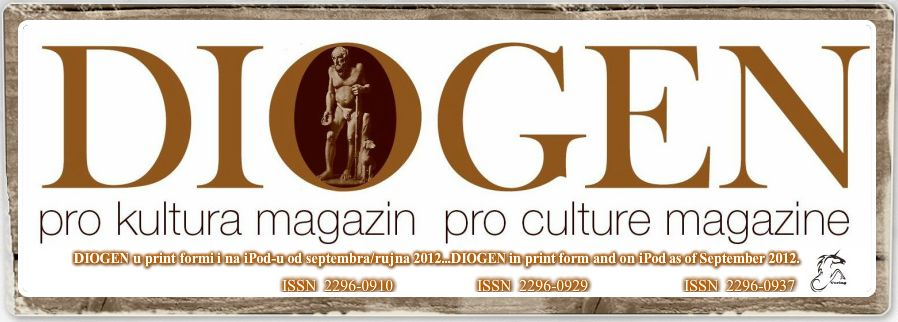 DIOGEN
pro kultura magazin pro culture magazine
DIOGEN u print formi i na iPod-u od septembra/rujna 2012...DIOGEN in print form and on iPod as of September 2012.
ISSN 2296-0910 ISSN 2296-0929 ISSN 2296-0937